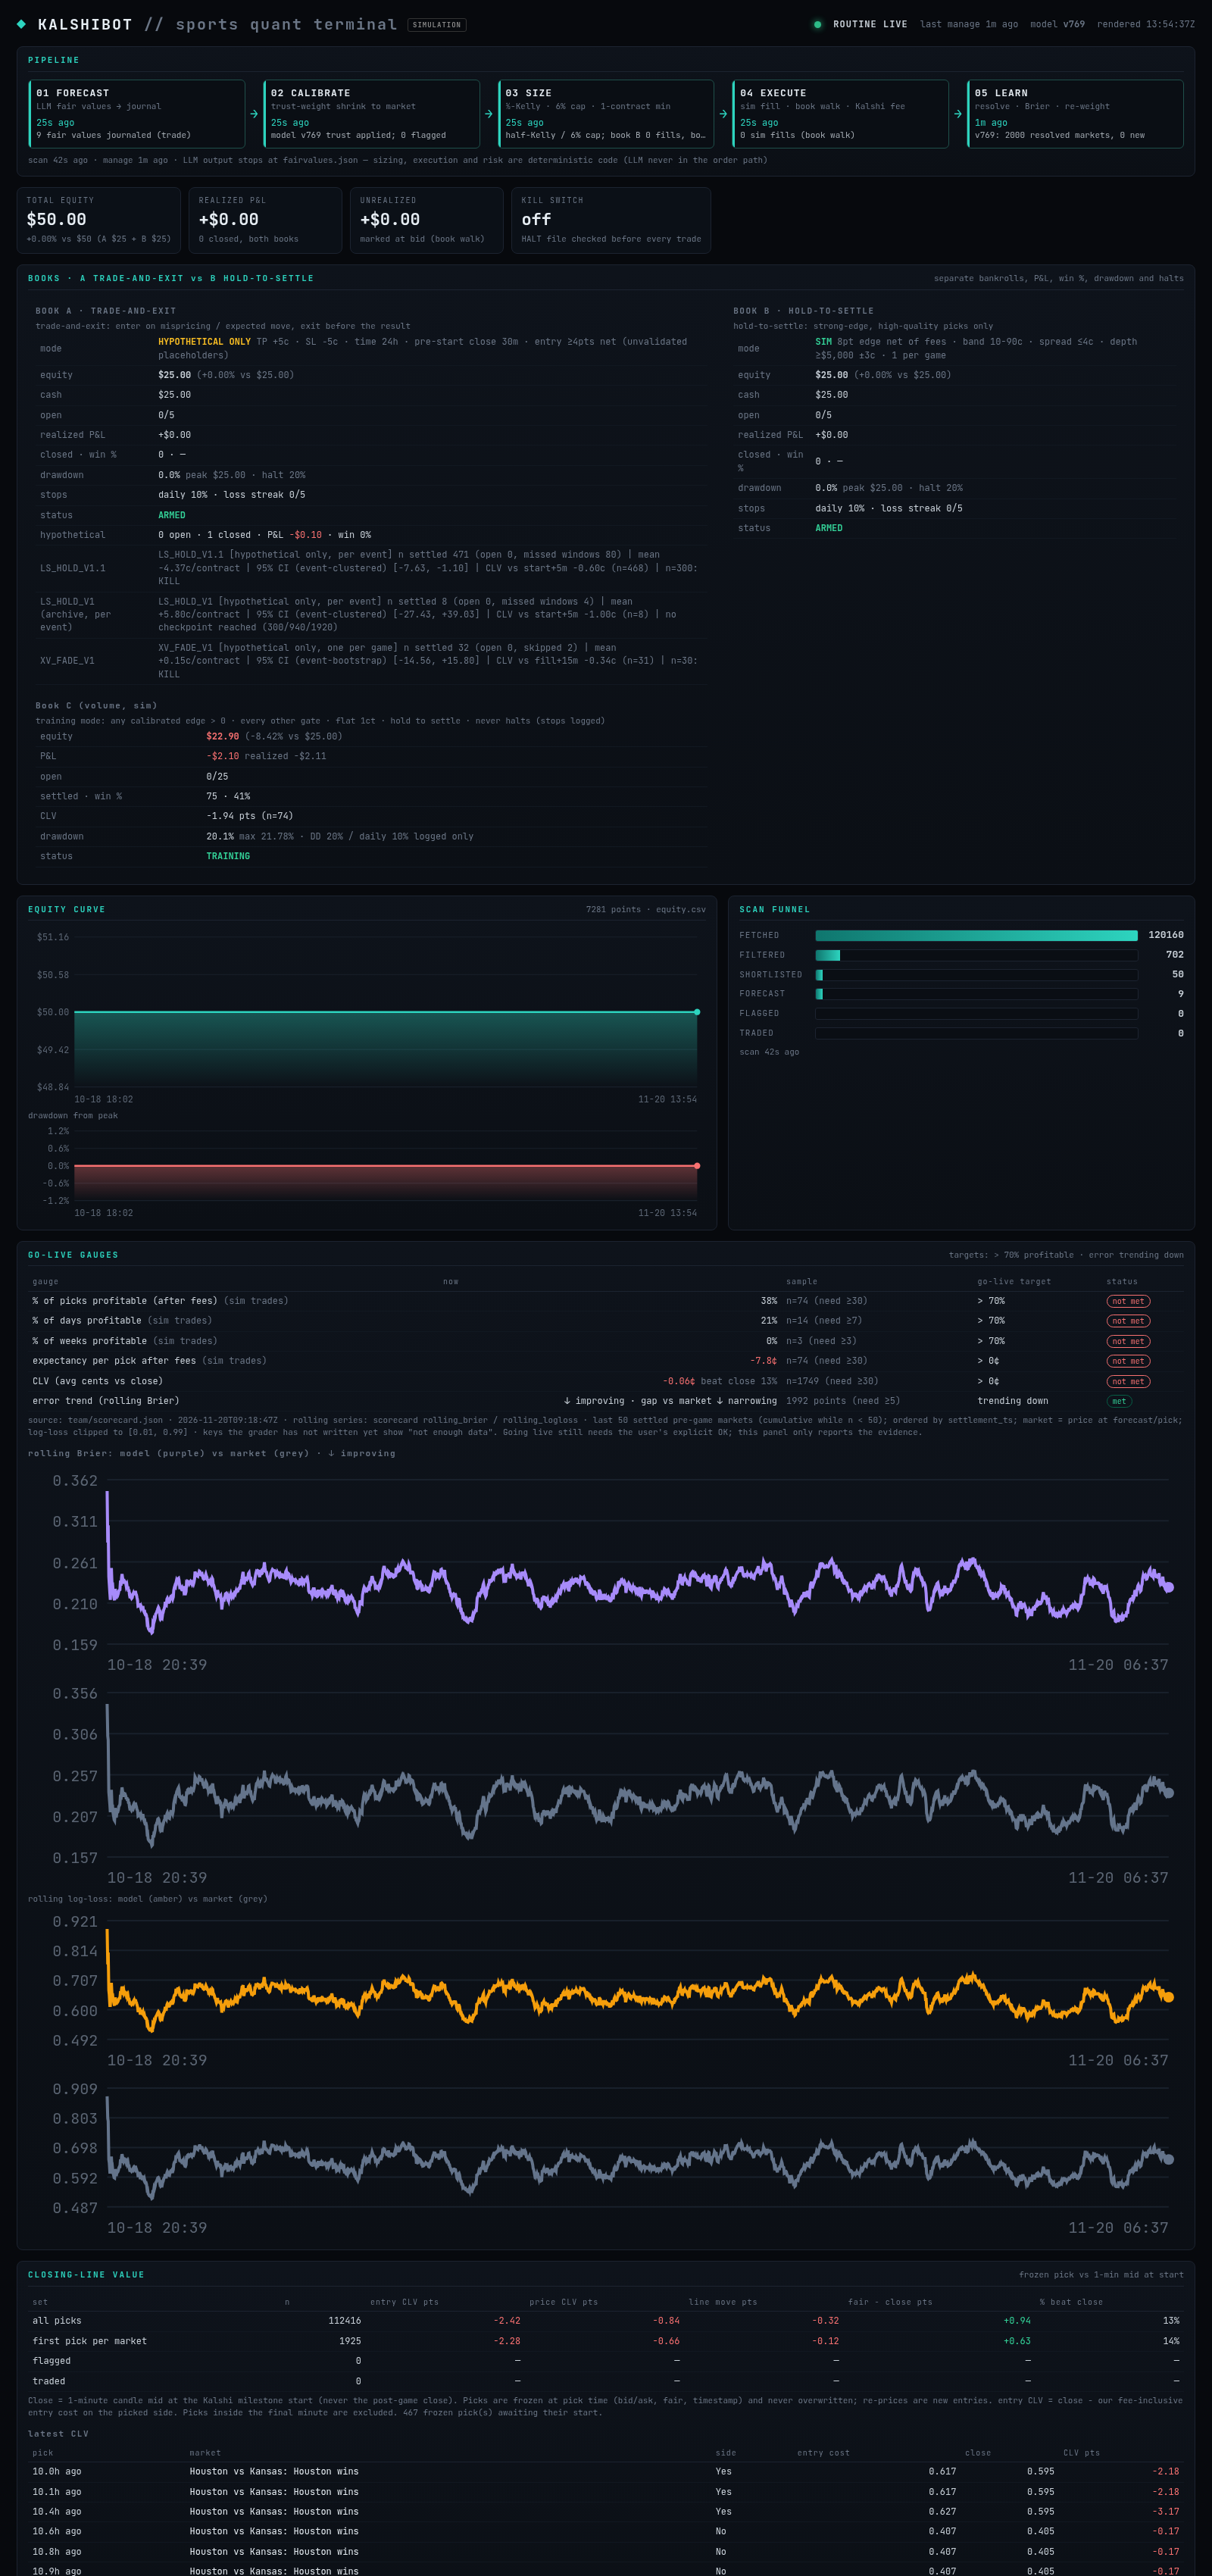 ◆ KALSHIBOT // sports quant terminal SIMULATION
ROUTINE LIVE last manage 1m ago model v769 rendered 13:54:37Z
PIPELINE
01 FORECAST
LLM fair values → journal
25s ago
9 fair values journaled (trade)
→
02 CALIBRATE
trust-weight shrink to market
25s ago
model v769 trust applied; 0 flagged
→
03 SIZE
½-Kelly · 6% cap · 1-contract min
25s ago
half-Kelly / 6% cap; book B 0 fills, bo…
→
04 EXECUTE
sim fill · book walk · Kalshi fee
25s ago
0 sim fills (book walk)
→
05 LEARN
resolve · Brier · re-weight
1m ago
v769: 2000 resolved markets, 0 new
scan 42s ago · manage 1m ago · LLM output stops at fairvalues.json — sizing, execution and risk are deterministic code (LLM never in the order path)
TOTAL EQUITY
$50.00
+0.00% vs $50 (A $25 + B $25)
REALIZED P&L
+$0.00
0 closed, both books
UNREALIZED
+$0.00
marked at bid (book walk)
KILL SWITCH
off
HALT file checked before every trade
BOOKS · A TRADE-AND-EXIT vs B HOLD-TO-SETTLE
separate bankrolls, P&L, win %, drawdown and halts
BOOK A · TRADE-AND-EXIT
trade-and-exit: enter on mispricing / expected move, exit before the result
mode HYPOTHETICAL ONLY TP +5c · SL -5c · time 24h · pre-start close 30m · entry ≥4pts net (unvalidated
placeholders)
equity $25.00 (+0.00% vs $25.00)
cash $25.00
open 0/5
realized P&L +$0.00
closed · win % 0 · —
drawdown 0.0% peak $25.00 · halt 20%
stops daily 10% · loss streak 0/5
status ARMED
hypothetical 0 open · 1 closed · P&L -$0.10 · win 0%
LS_HOLD_V1.1 LS_HOLD_V1.1 [hypothetical only, per event] n settled 471 (open 0, missed windows 80) | mean
-4.37c/contract | 95% CI (event-clustered) [-7.63, -1.10] | CLV vs start+5m -0.60c (n=468) | n=300:
KILL
LS_HOLD_V1 (archive, per event) LS_HOLD_V1 [hypothetical only, per event] n settled 8 (open 0, missed windows 4) | mean
+5.80c/contract | 95% CI (event-clustered) [-27.43, +39.03] | CLV vs start+5m -1.00c (n=8) | no
checkpoint reached (300/940/1920)
XV_FADE_V1 XV_FADE_V1 [hypothetical only, one per game] n settled 32 (open 0, skipped 2) | mean
+0.15c/contract | 95% CI (event-bootstrap) [-14.56, +15.80] | CLV vs fill+15m -0.34c (n=31) | n=30:
KILL
BOOK B · HOLD-TO-SETTLE
hold-to-settle: strong-edge, high-quality picks only
mode SIM 8pt edge net of fees · band 10-90c · spread ≤4c · depth
≥$5,000 ±3c · 1 per game
equity $25.00 (+0.00% vs $25.00)
cash $25.00
open 0/5
realized P&L +$0.00
closed · win % 0 · —
drawdown 0.0% peak $25.00 · halt 20%
stops daily 10% · loss streak 0/5
status ARMED
Book C (volume, sim)
training mode: any calibrated edge > 0 · every other gate · flat 1ct · hold to settle · never halts (stops logged)
equity $22.90 (-8.42% vs $25.00)
P&L -$2.10 realized -$2.11
open 0/25
settled · win % 75 · 41%
CLV -1.94 pts (n=74)
drawdown 20.1% max 21.78% · DD 20% / daily 10% logged only
status TRAINING
EQUITY CURVE
7281 points · equity.csv
$51.16
$50.58
$50.00
$49.42
$48.84
10-18 18:02 11-20 13:54
drawdown from peak
1.2%
0.6%
0.0%
-0.6%
-1.2%
10-18 18:02 11-20 13:54
SCAN FUNNEL
FETCHED 120160
FILTERED 702
SHORTLISTED 50
FORECAST 9
FLAGGED 0
TRADED 0
scan 42s ago
GO-LIVE GAUGES
targets: > 70% profitable · error trending down
gauge now sample go-live target status
% of picks profitable (after fees) (sim trades) 38% n=74 (need ≥30) > 70% not met
% of days profitable (sim trades) 21% n=14 (need ≥7) > 70% not met
% of weeks profitable (sim trades) 0% n=3 (need ≥3) > 70% not met
expectancy per pick after fees (sim trades) -7.8¢ n=74 (need ≥30) > 0¢ not met
CLV (avg cents vs close) -0.06¢ beat close 13% n=1749 (need ≥30) > 0¢ not met
error trend (rolling Brier) ↓ improving · gap vs market ↓ narrowing 1992 points (need ≥5) trending down met
source: team/scorecard.json · 2026-11-20T09:18:47Z · rolling series: scorecard rolling_brier / rolling_logloss · last 50 settled pre-game markets (cumulative while n < 50); ordered by settlement_ts; market = price at forecast/pick;
log-loss clipped to [0.01, 0.99] · keys the grader has not written yet show "not enough data". Going live still needs the user's explicit OK; this panel only reports the evidence.
rolling Brier: model (purple) vs market (grey) · ↓ improving
0.362
0.311
0.261
0.210
0.159
10-18 20:39 11-20 06:37
0.356
0.306
0.257
0.207
0.157
10-18 20:39 11-20 06:37
rolling log-loss: model (amber) vs market (grey)
0.921
0.814
0.707
0.600
0.492
10-18 20:39 11-20 06:37
0.909
0.803
0.698
0.592
0.487
10-18 20:39 11-20 06:37
CLOSING-LINE VALUE
frozen pick vs 1-min mid at start
set n entry CLV pts price CLV pts line move pts fair - close pts % beat close
all picks 112416 -2.42 -0.84 -0.32 +0.94 13%
first pick per market 1925 -2.28 -0.66 -0.12 +0.63 14%
flagged 0 — — — — —
traded 0 — — — — —
Close = 1-minute candle mid at the Kalshi milestone start (never the post-game close). Picks are frozen at pick time (bid/ask, fair, timestamp) and never overwritten; re-prices are new entries. entry CLV = close - our fee-inclusive
entry cost on the picked side. Picks inside the final minute are excluded. 467 frozen pick(s) awaiting their start.
latest CLV
pick market side entry cost close CLV pts
10.0h ago Houston vs Kansas: Houston wins Yes 0.617 0.595 -2.18
10.1h ago Houston vs Kansas: Houston wins Yes 0.617 0.595 -2.18
10.4h ago Houston vs Kansas: Houston wins Yes 0.627 0.595 -3.17
10.6h ago Houston vs Kansas: Houston wins No 0.407 0.405 -0.17
10.8h ago Houston vs Kansas: Houston wins No 0.407 0.405 -0.17
10.9h ago Houston vs Kansas: Houston wins No 0.407 0.405 -0.17